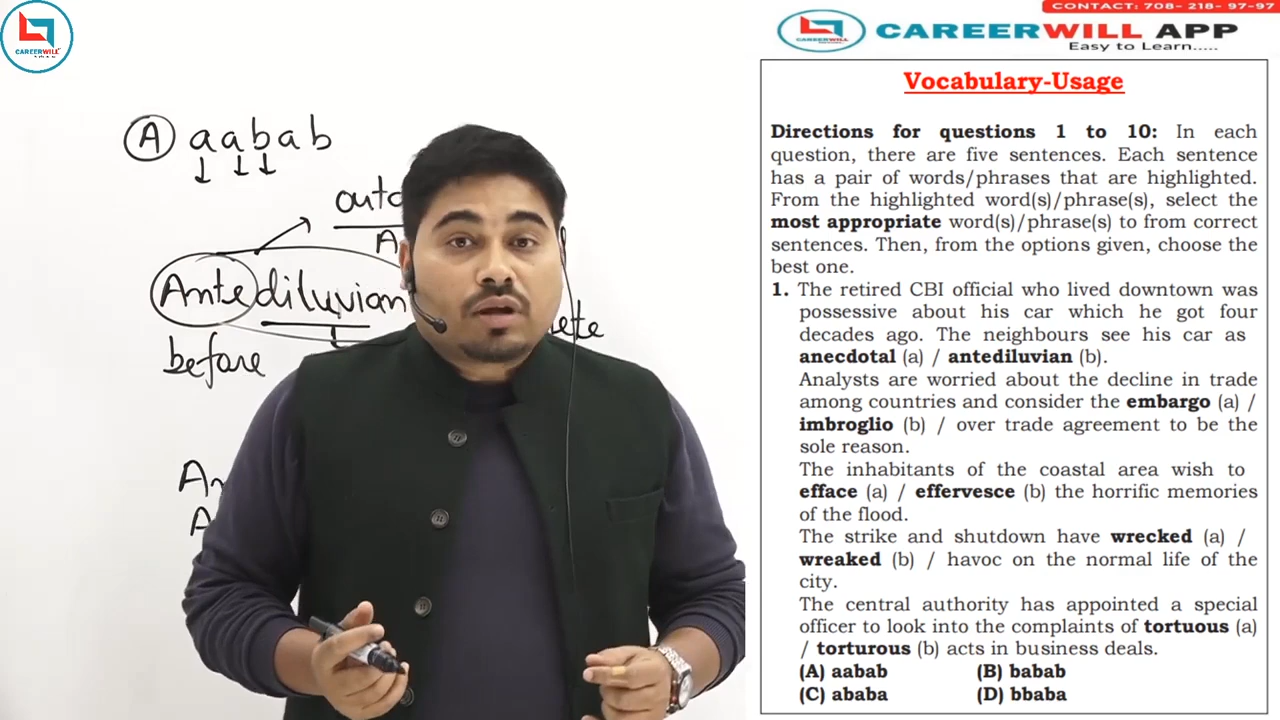 CONTACT: 708- 218- 97-97
CAREERWILL
CAREERWILL APP
Easy to Learn.....
Vocabulary-Usage
Directions for questions 1 to 10: In each
question, there are five sentences. Each sentence
has a pair of words/phrases that are highlighted.
From the highlighted word(s)/phrase(s), select the
most appropriate word(s)/phrase(s) to from correct
sentences. Then, from the options given, choose the
best one.
1. The retired CBI official who lived downtown was
possessive about his car which he got four
decades ago. The neighbours see his car as
anecdotal (a) / antediluvian (b).
Analysts are worried about the decline in trade
among countries and consider the embargo (a) /
imbroglio (b) / over trade agreement to be the
sole reason.
The inhabitants of the coastal area wish to
efface (a) / effervesce (b) the horrific memories
of the flood.
The strike and shutdown have wrecked (a) /
wreaked (b) / havoc on the normal life of the
city.
The central authority has appointed a special
officer to look into the complaints of tortuous (a)
/ torturous (b) acts in business deals.
(A) aabab (B) babab
(C) ababa (D) bbaba
A aabab
Antediluvian
before